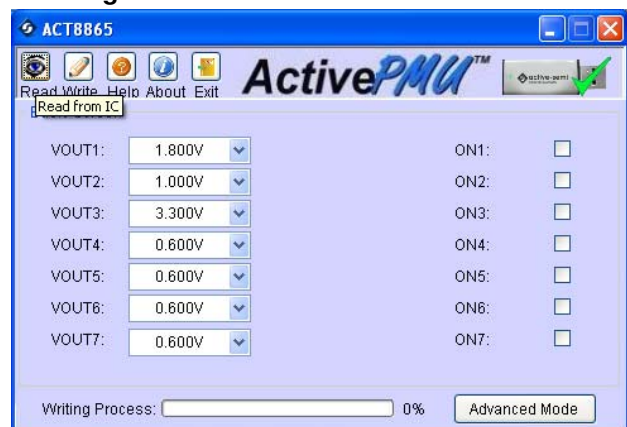 ACT8865
Read Write Help About Exit
ActivePMU™
active-semi
Read from IC
VOUT1: 1.800V ON1:
VOUT2: 1.000V ON2:
VOUT3: 3.300V ON3:
VOUT4: 0.600V ON4:
VOUT5: 0.600V ON5:
VOUT6: 0.600V ON6:
VOUT7: 0.600V ON7:
Writing Process: 0% Advanced Mode